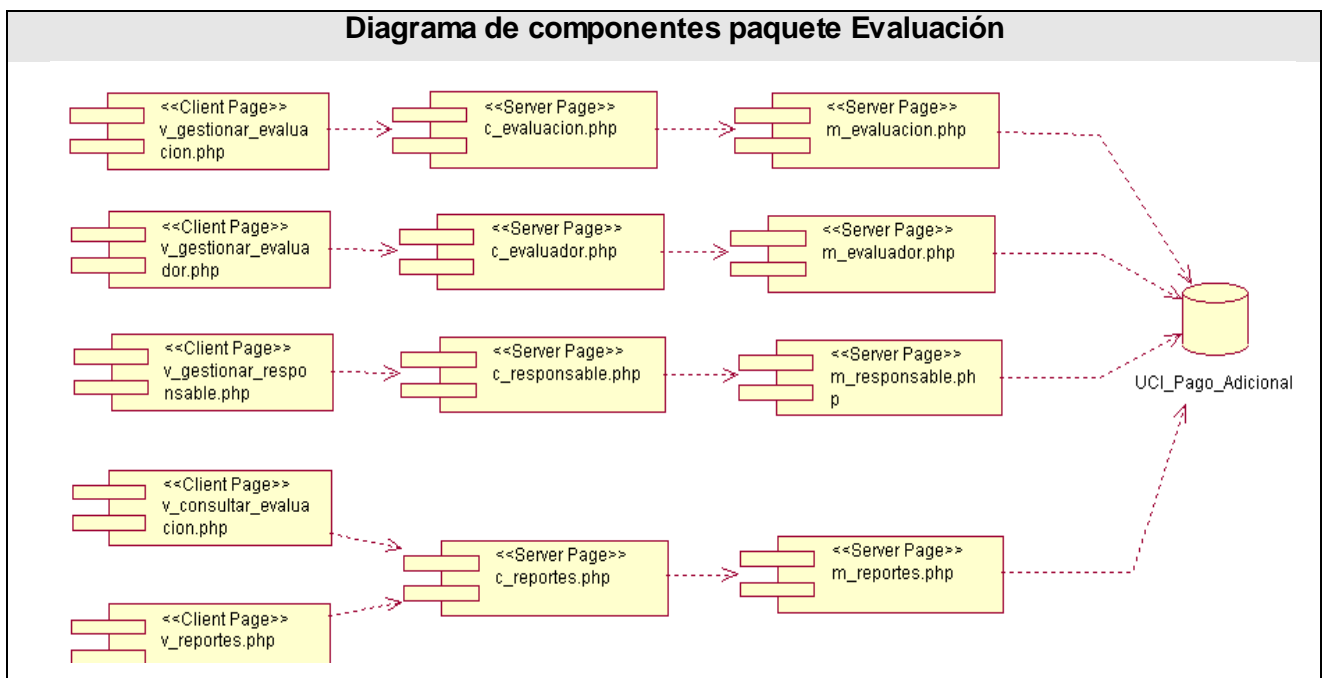 Diagrama de componentes paquete Evaluación
<<Client Page>>
v_gestionar_evalua
cion.php
<<Server Page>>
c_evaluacion.php
<<Server Page>>
m_evaluacion.php
<<Client Page>>
v_gestionar_evalua
dor.php
<<Server Page>>
c_evaluador.php
<<Server Page>>
m_evaluador.php
<<Client Page>>
v_gestionar_respo
nsable.php
<<Server Page>>
c_responsable.php
<<Server Page>>
m_responsable.ph
p
UCI_Pago_Adicional
<<Client Page>>
v_consultar_evalua
cion.php
<<Server Page>>
c_reportes.php
<<Server Page>>
m_reportes.php
<<Client Page>>
v_reportes.php